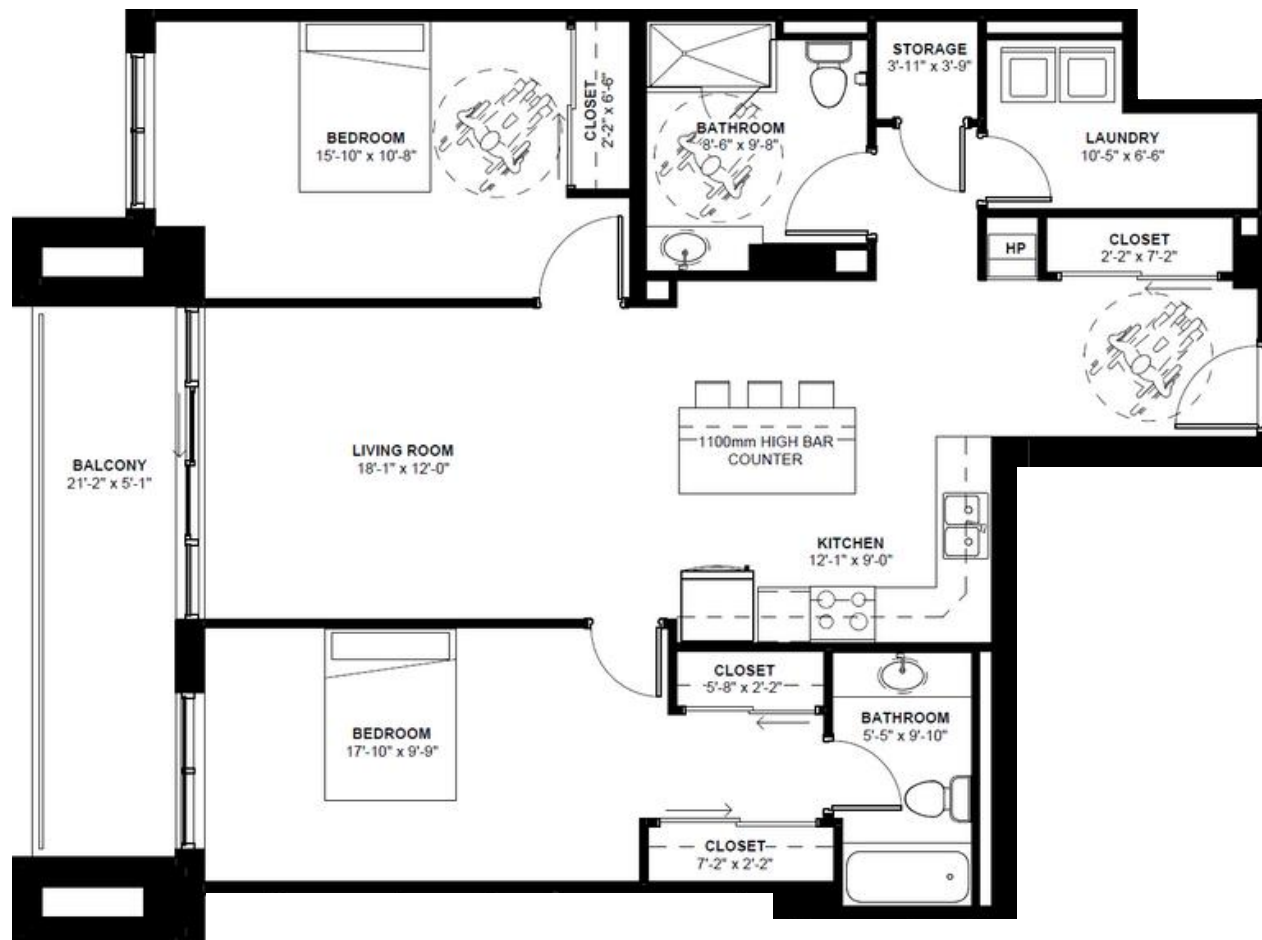 STORAGE
3'-11" x 3'-9"
CLOSET
2'-2" x 6'-6"
BEDROOM
15'-10" x 10'-8"
BATHROOM
8'-6" x 9'-8"
LAUNDRY
10'-5" x 6'-6"
HP
CLOSET
2'-2" x 7'-2"
BALCONY
21'-2" x 5'-1"
LIVING ROOM
18'-1" x 12'-0"
1100mm HIGH BAR
COUNTER
KITCHEN
12'-1" x 9'-0"
CLOSET
5'-8" x 2'-2"
BEDROOM
17'-10" x 9'-9"
BATHROOM
5'-5" x 9'-10"
CLOSET
7'-2" x 2'-2"